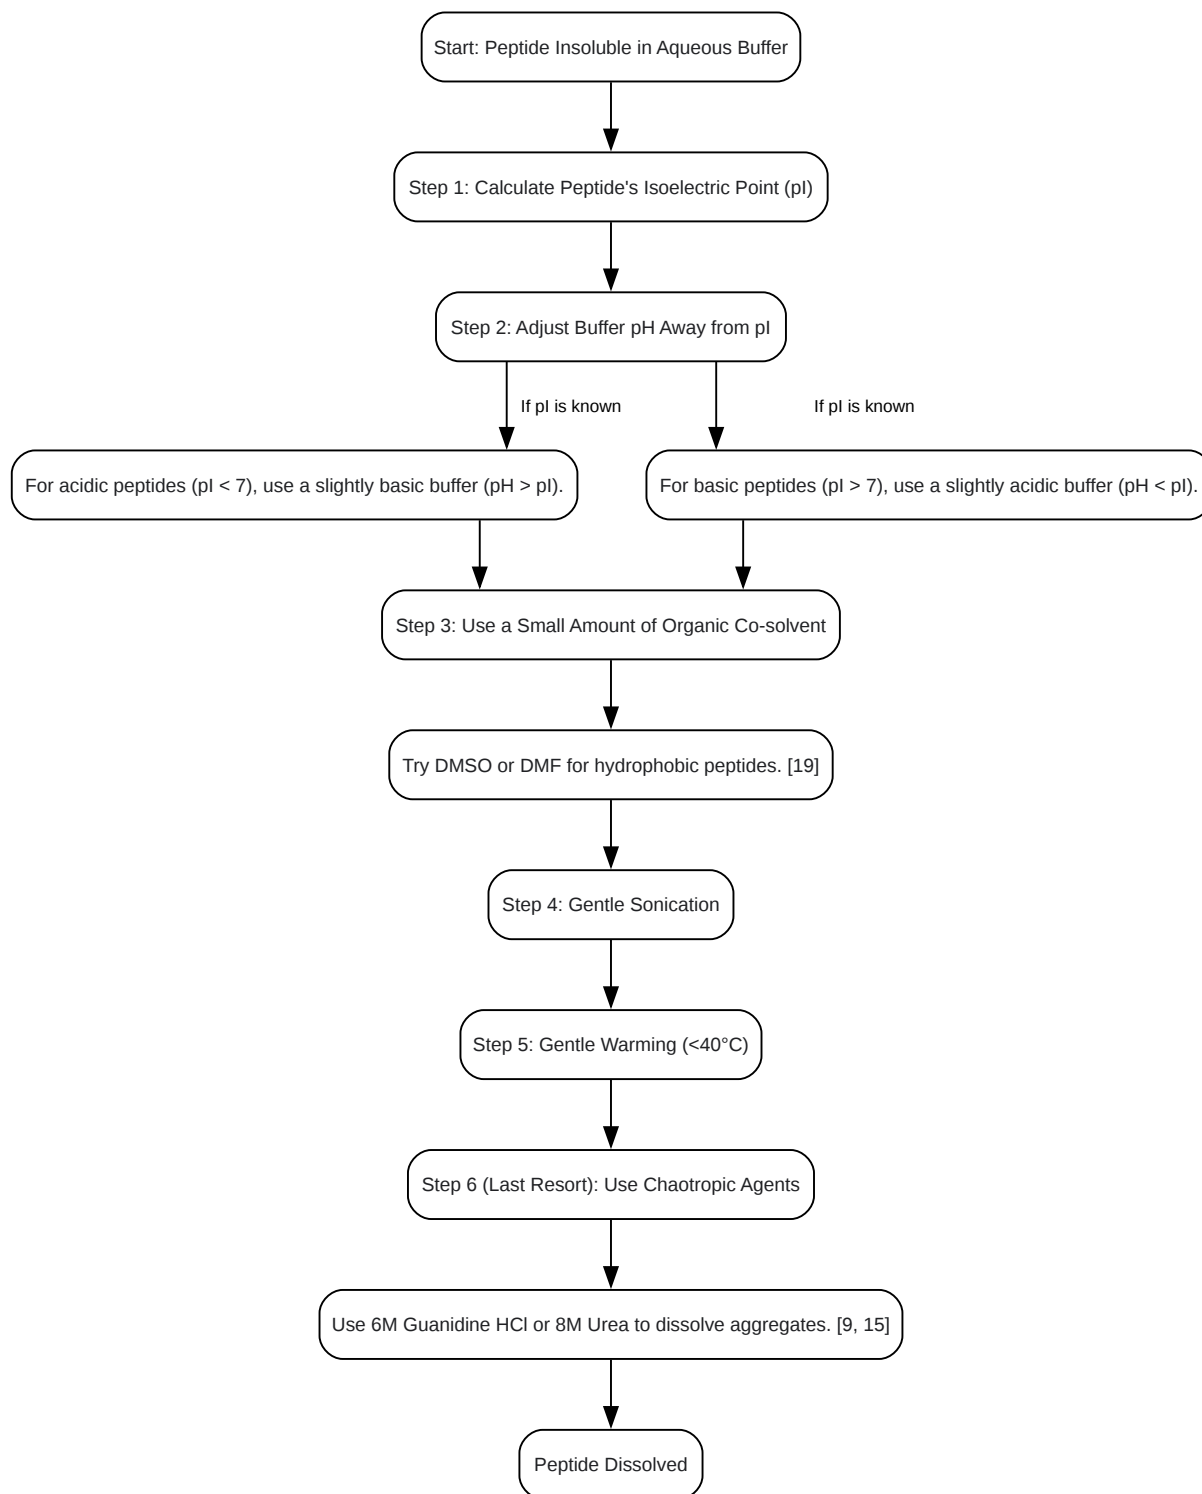 Start: Peptide Insoluble in Aqueous Buffer
Step 1: Calculate Peptide's Isoelectric Point (pI)
Step 2: Adjust Buffer pH Away from pI
If pI is known
If pI is known
For acidic peptides (pI < 7), use a slightly basic buffer (pH > pI).
For basic peptides (pI > 7), use a slightly acidic buffer (pH < pI).
Step 3: Use a Small Amount of Organic Co-solvent
Try DMSO or DMF for hydrophobic peptides. [19]
Step 4: Gentle Sonication
Step 5: Gentle Warming (<40°C)
Step 6 (Last Resort): Use Chaotropic Agents
Use 6M Guanidine HCl or 8M Urea to dissolve aggregates. [9, 15]
Peptide Dissolved